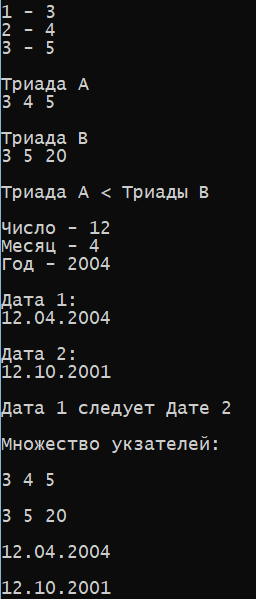 1 - 3
2 - 4
3 - 5
Триада A
3 4 5
Триада B
3 5 20
Триада A < Триады B
Число - 12
Месяц - 4
Год - 2004
Дата 1:
12.04.2004
Дата 2:
12.10.2001
Дата 1 следует Дате 2
Множество укзателей:
3 4 5
3 5 20
12.04.2004
12.10.2001